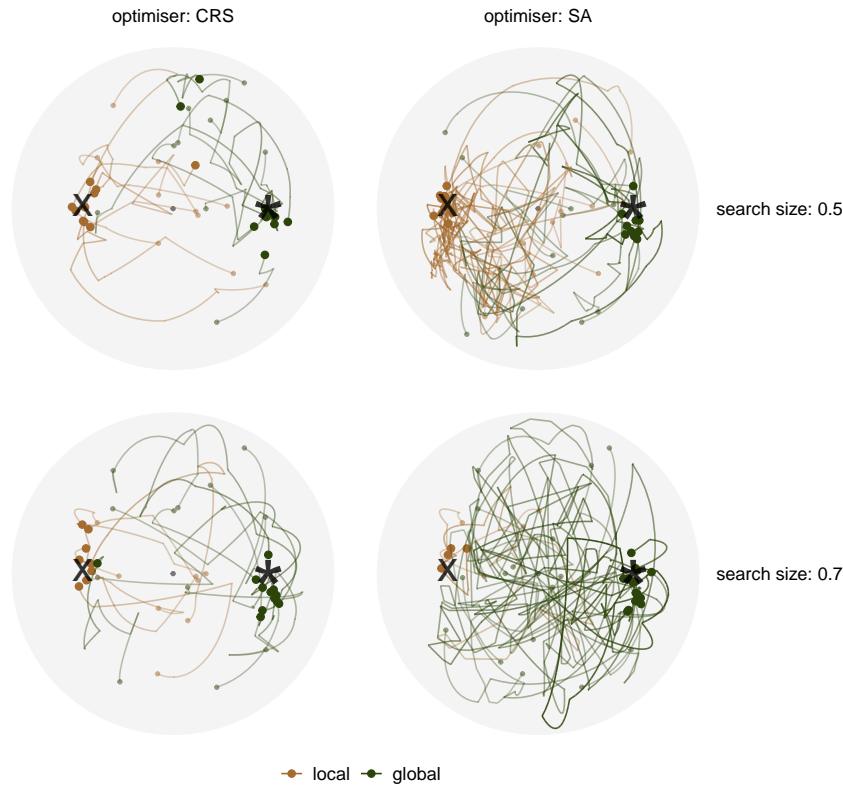 optimiser: CRS
optimiser: SA
x
*
x
*
search size: 0.5
x
*
x
*
search size: 0.7
local
global